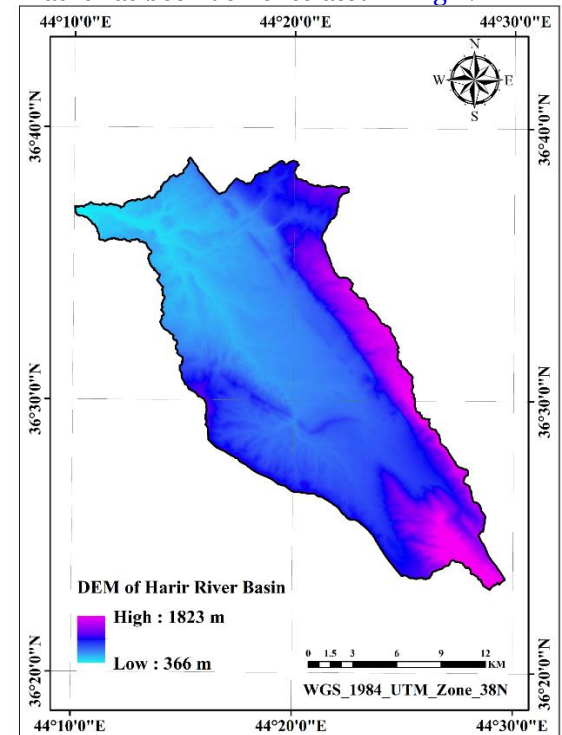 44°10'0"E 44°20'0"E 44°30'0"E
N
W E
S
36°40'0"N 36°40'0"N
36°30'0"N 36°30'0"N
DEM of Harir River Basin
High : 1823 m
Low : 366 m
0 1.5 3 6 9 12
KM
WGS_1984_UTM_Zone_38N
36°20'0"N 36°20'0"N
44°10'0"E 44°20'0"E 44°30'0"E